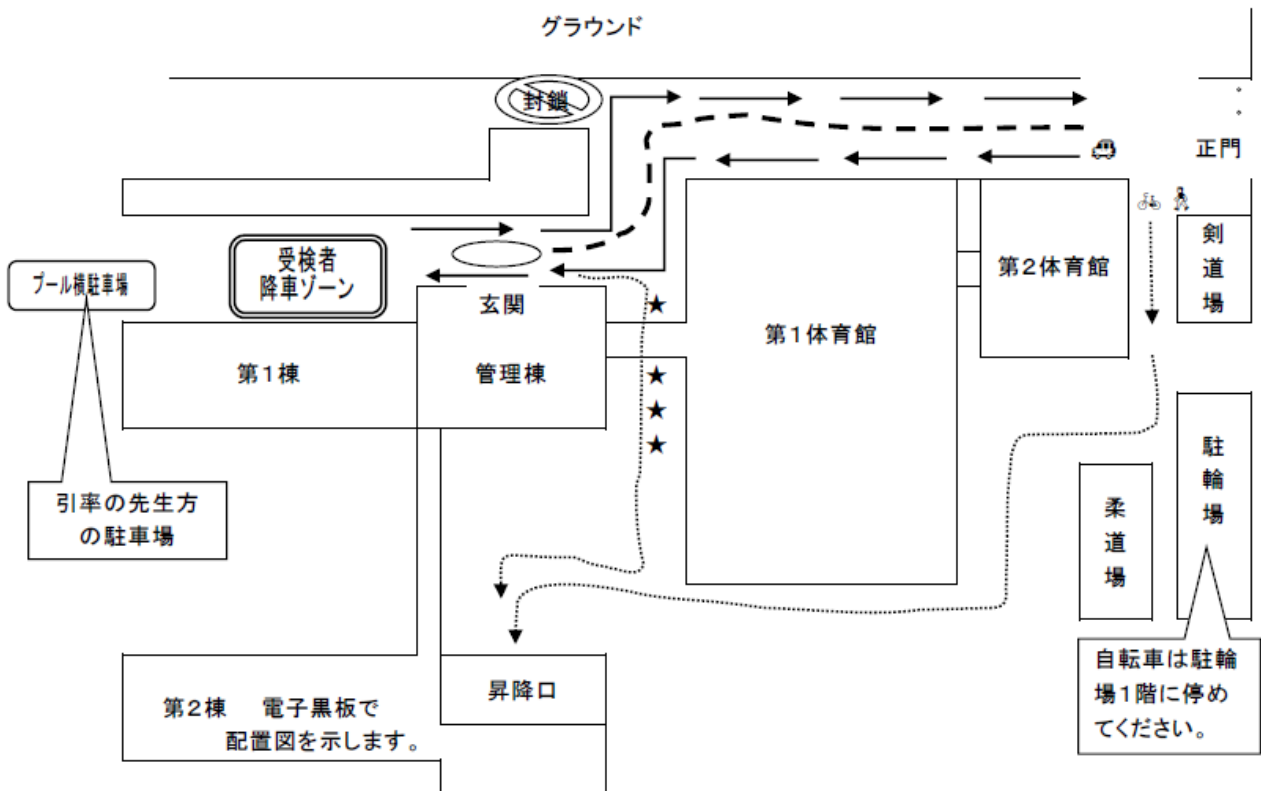 グラウンド
封鎖
正門
受検者
降車ゾーン
プール横駐車場
玄関
★
剣道場
第2体育館
第1体育館
第1棟
管理棟
★
★
★
引率の先生方
の駐車場
柔道場
駐輪場
自転車は駐輪
場1階に停め
てください。
昇降口
第2棟 電子黒板で
配置図を示します。